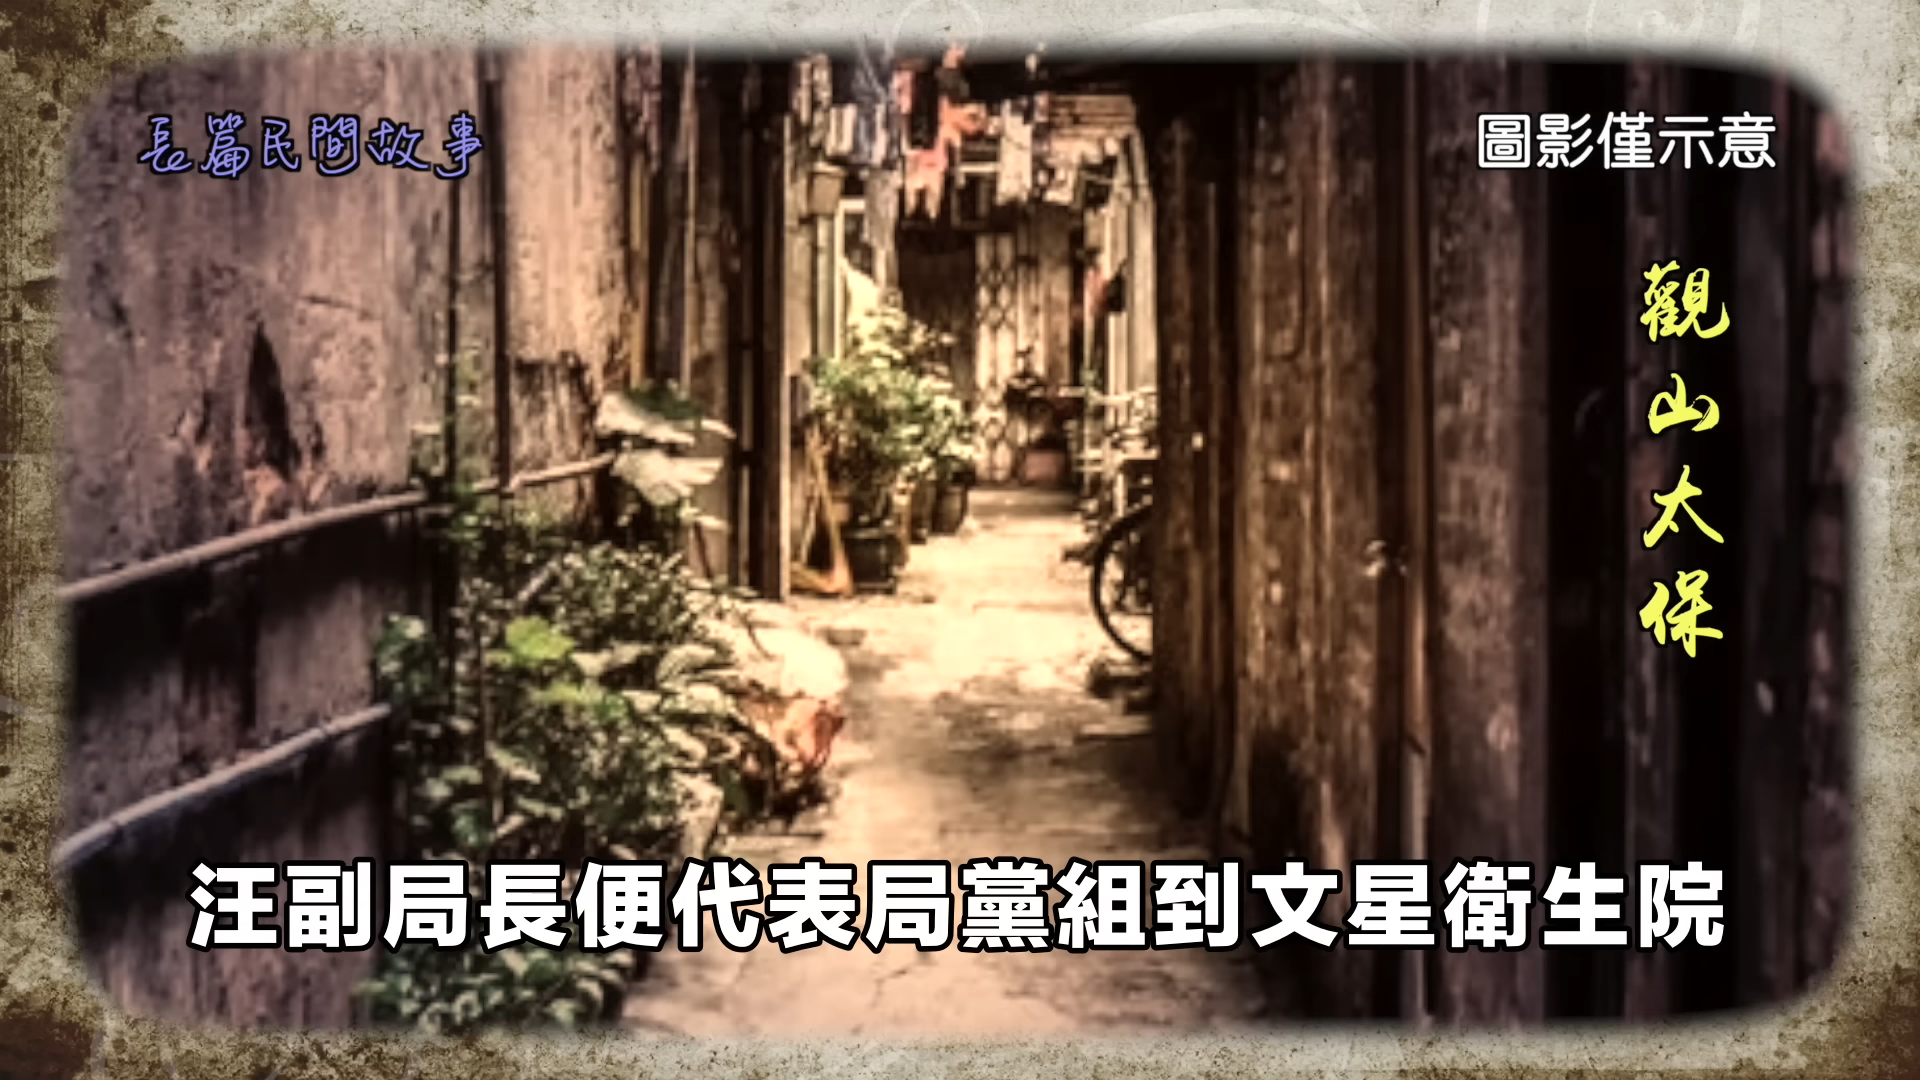 長篇民間故事
圖影僅示意
觀山太保
汪副局長便代表局黨組到文星衛生院